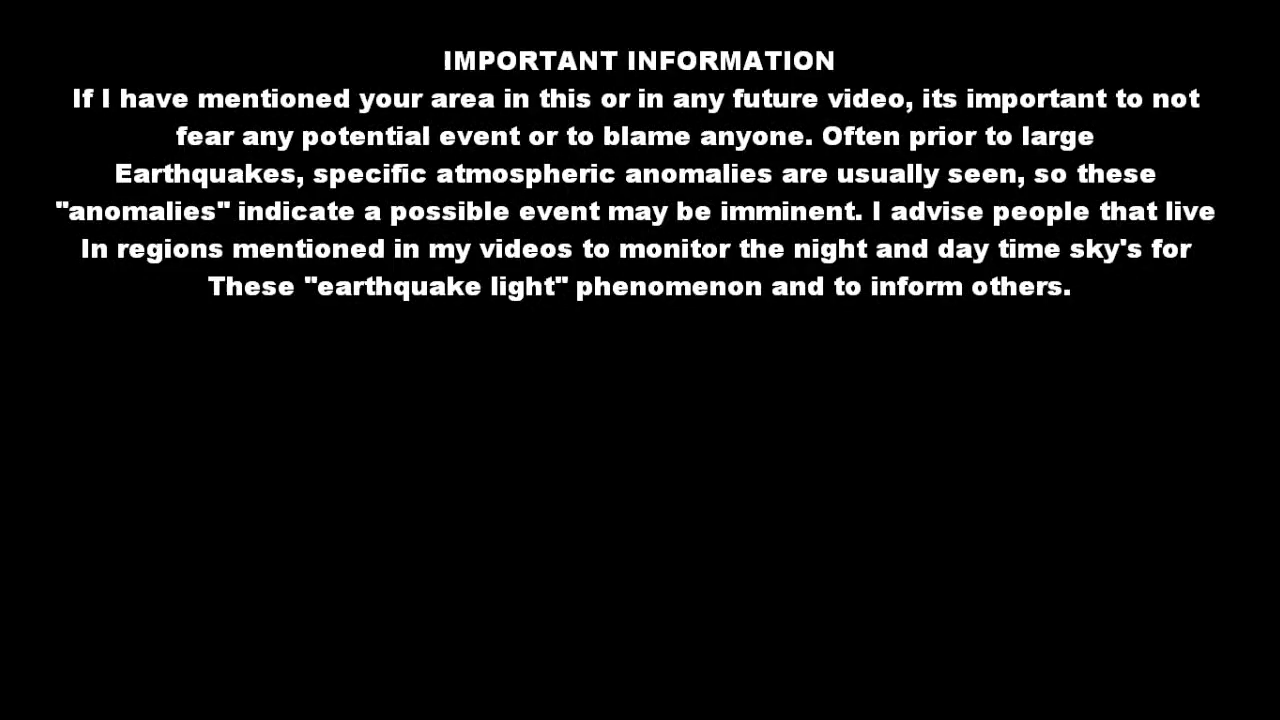 IMPORTANT INFORMATION
If I have mentioned your area in this or in any future video, its important to not
fear any potential event or to blame anyone. Often prior to large
Earthquakes, specific atmospheric anomalies are usually seen, so these
"anomalies" indicate a possible event may be imminent. I advise people that live
In regions mentioned in my videos to monitor the night and day time sky's for
These "earthquake light" phenomenon and to inform others.